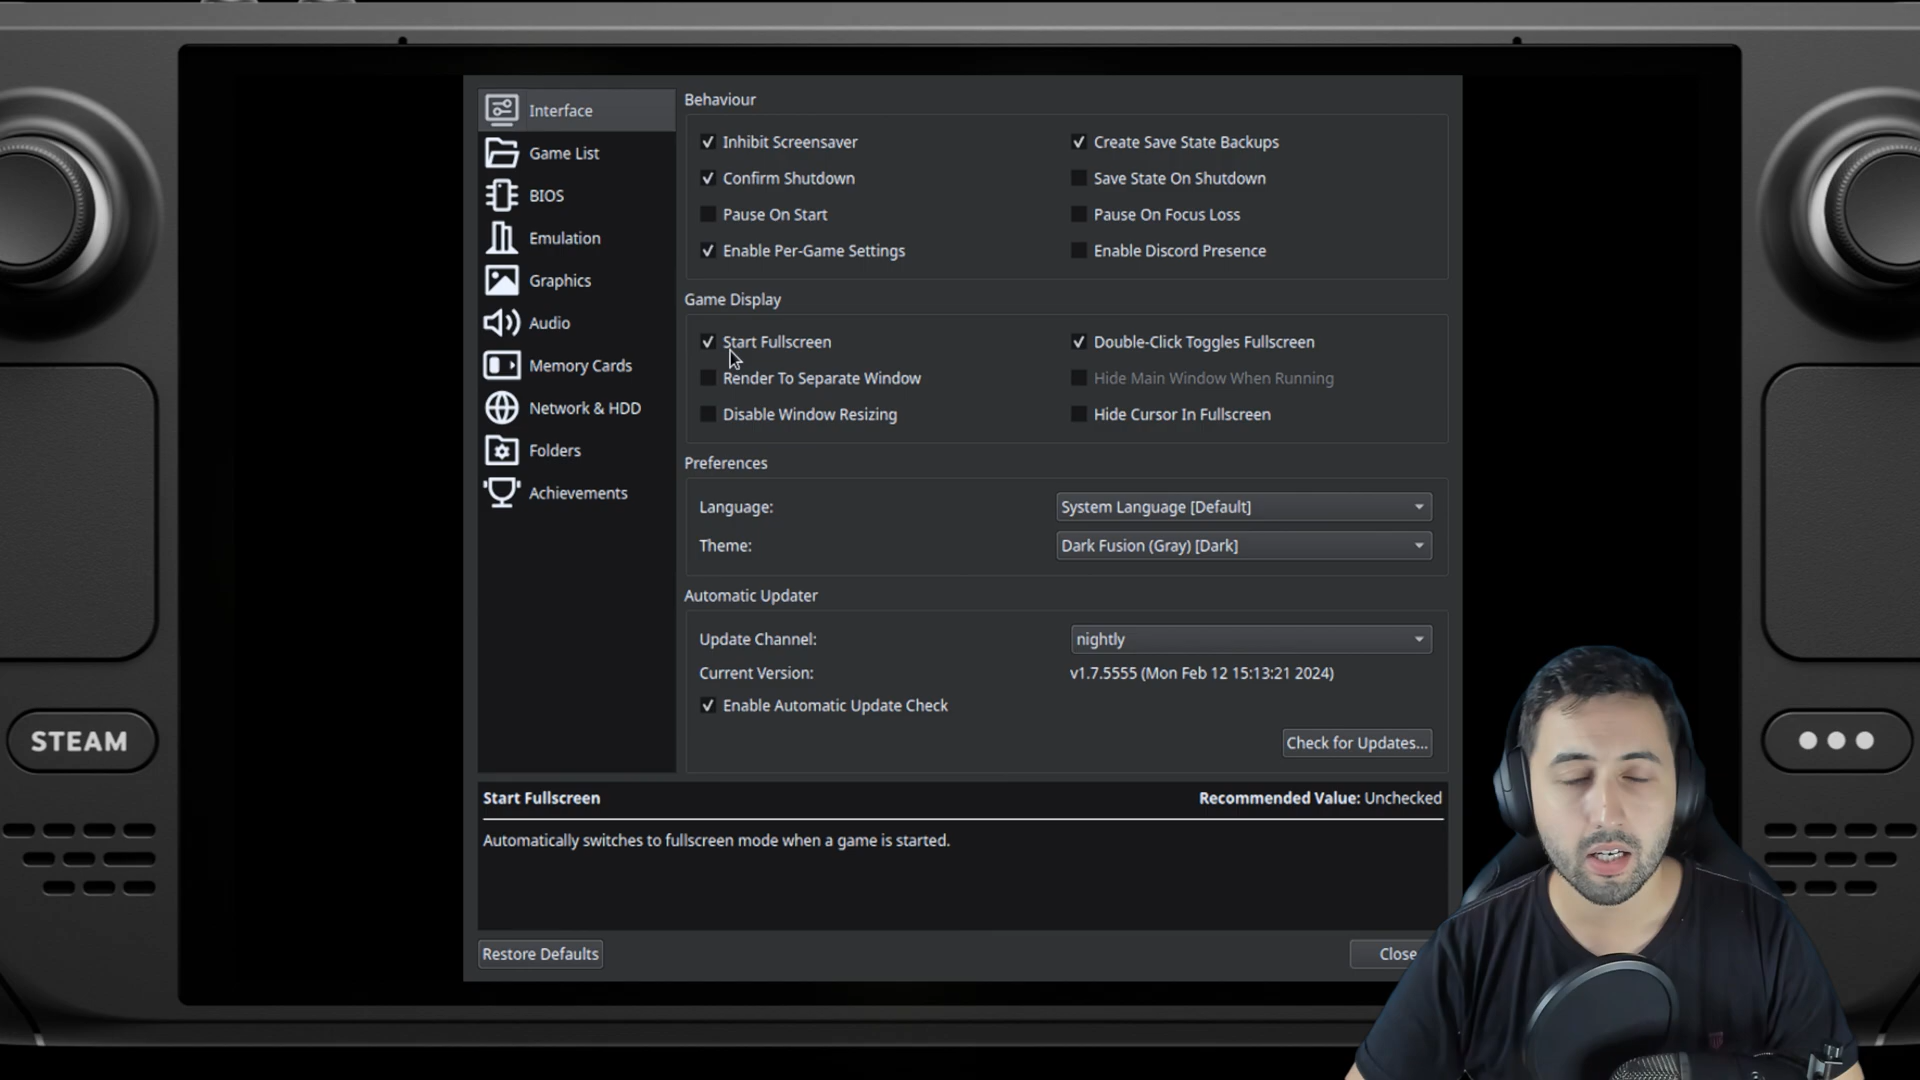 Interface
Game List
BIOS
Emulation
Graphics
Audio
Memory Cards
Network & HDD
Folders
Achievements
Behaviour
Inhibit Screensaver
Create Save State Backups
Confirm Shutdown
Save State On Shutdown
Pause On Start
Pause On Focus Loss
Enable Per-Game Settings
Enable Discord Presence
Game Display
Start Fullscreen
Double-Click Toggles Fullscreen
Render To Separate Window
Hide Main Window When Running
Disable Window Resizing
Hide Cursor In Fullscreen
Preferences
Language:
System Language [Default]
Theme:
Dark Fusion (Gray) [Dark]
Automatic Updater
Update Channel:
nightly
Current Version:
v1.7.5555 (Mon Feb 12 15:13:21 2024)
Enable Automatic Update Check
Check for Updates...
Start Fullscreen
Recommended Value: Unchecked
Automatically switches to fullscreen mode when a game is started.
Restore Defaults
Close
STEAM